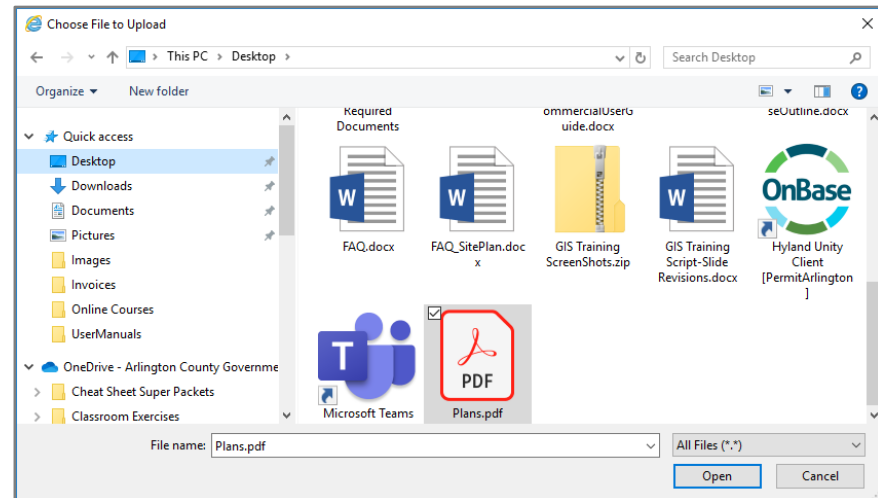 Choose File to Upload
This PC > Desktop >
Search Desktop
Organize
New folder
Quick access
Desktop
Downloads
Documents
Pictures
Images
Invoices
Online Courses
UserManuals
OneDrive - Arlington County Governme
Cheat Sheet Super Packets
Classroom Exercises
Required
Documents
ommercialUserG
uide.docx
seOutline.docx
W
FAQ.docx
W
FAQ_SitePlan.doc
x
GIS Training
ScreenShots.zip
W
GIS Training
Script-Slide
Revisions.docx
OnBase
Hyland Unity
Client
[PermitArlington
]
T
Microsoft Teams
PDF
Plans.pdf
File name:
Plans.pdf
All Files (*.*)
Open
Cancel